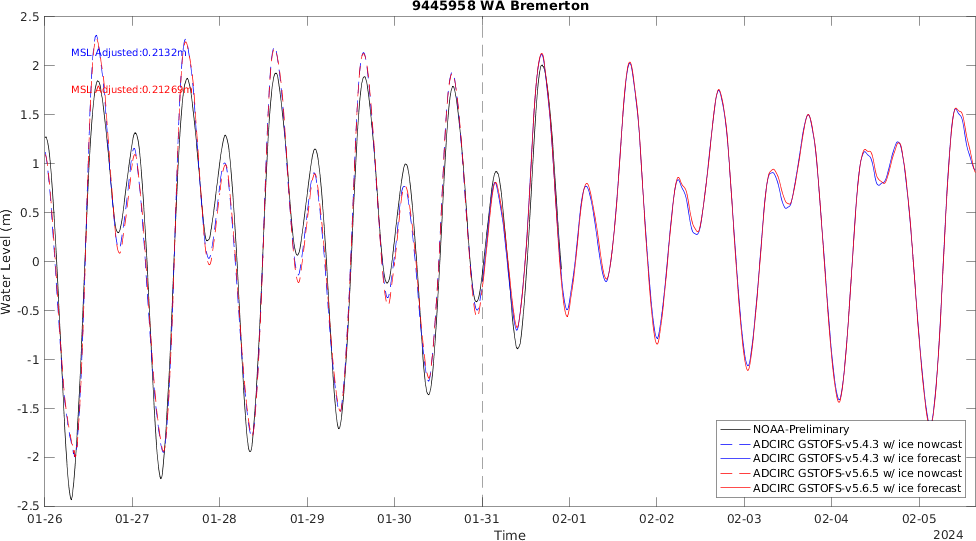 9445958 WA Bremerton
MSL Adjusted:0.2132m
MSL Adjusted:0.21269m
Water Level (m)
2.5
2
1.5
1
0.5
0
-0.5
-1
-1.5
-2
-2.5
NOAA-Preliminary
ADCIRC GSTOFS-v5.4.3 w/ ice nowcast
ADCIRC GSTOFS-v5.4.3 w/ ice forecast
ADCIRC GSTOFS-v5.6.5 w/ ice nowcast
ADCIRC GSTOFS-v5.6.5 w/ ice forecast
01-26 01-27 01-28 01-29 01-30 01-31 02-01 02-02 02-03 02-04 02-05
Time
2024